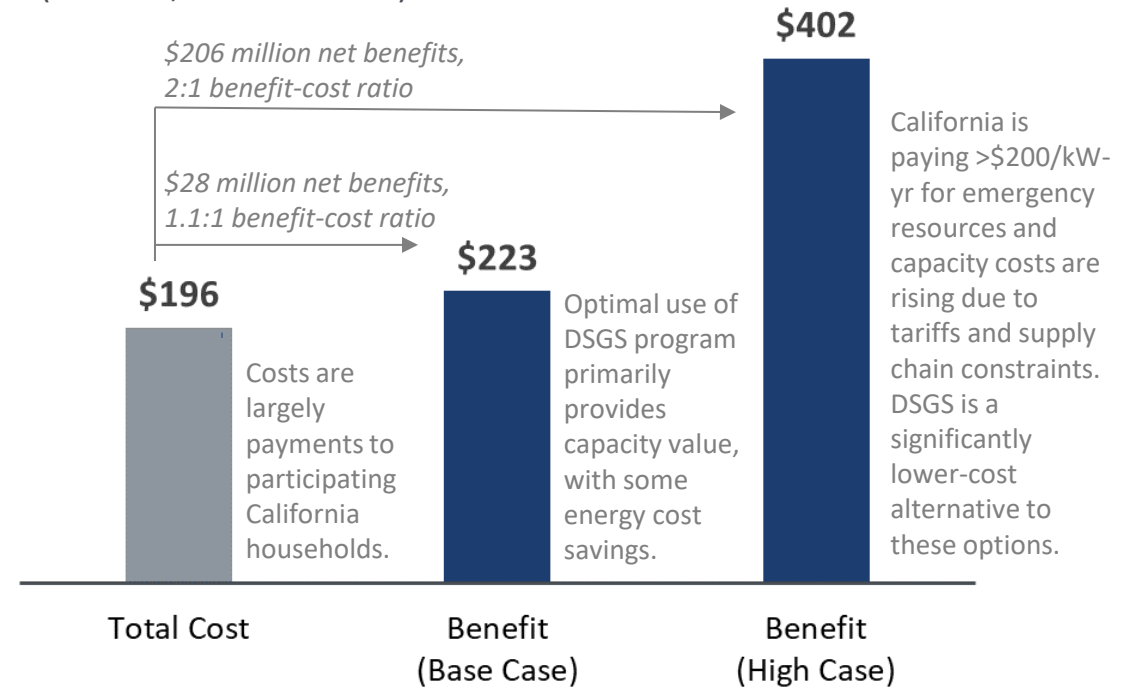 $402
$206 million net benefits,
2:1 benefit-cost ratio
$28 million net benefits,
1.1:1 benefit-cost ratio
$196
$223
Costs are
largely
payments to
participating
California
households.
Optimal use of
DSGS program
primarily
provides
capacity value,
with some
energy cost
savings.
California is
paying >$200/kW-
yr for emergency
resources and
capacity costs are
rising due to
tariffs and supply
chain constraints.
DSGS is a
significantly
lower-cost
alternative to
these options.
Total Cost
Benefit
(Base Case)
Benefit
(High Case)